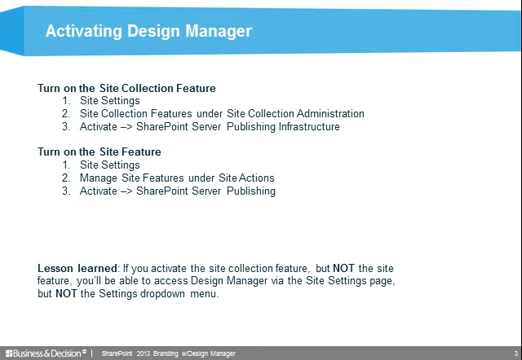 Activating Design Manager
Turn on the Site Collection Feature
1. Site Settings
2. Site Collection Features under Site Collection Administration
3. Activate –> SharePoint Server Publishing Infrastructure
Turn on the Site Feature
1. Site Settings
2. Manage Site Features under Site Actions
3. Activate –> SharePoint Server Publishing
Lesson learned: If you activate the site collection feature, but NOT the site
feature, you'll be able to access Design Manager via the Site Settings page,
but NOT the Settings dropdown menu.
Business & Decision © | SharePoint 2013 Branding w/Design Manager 3